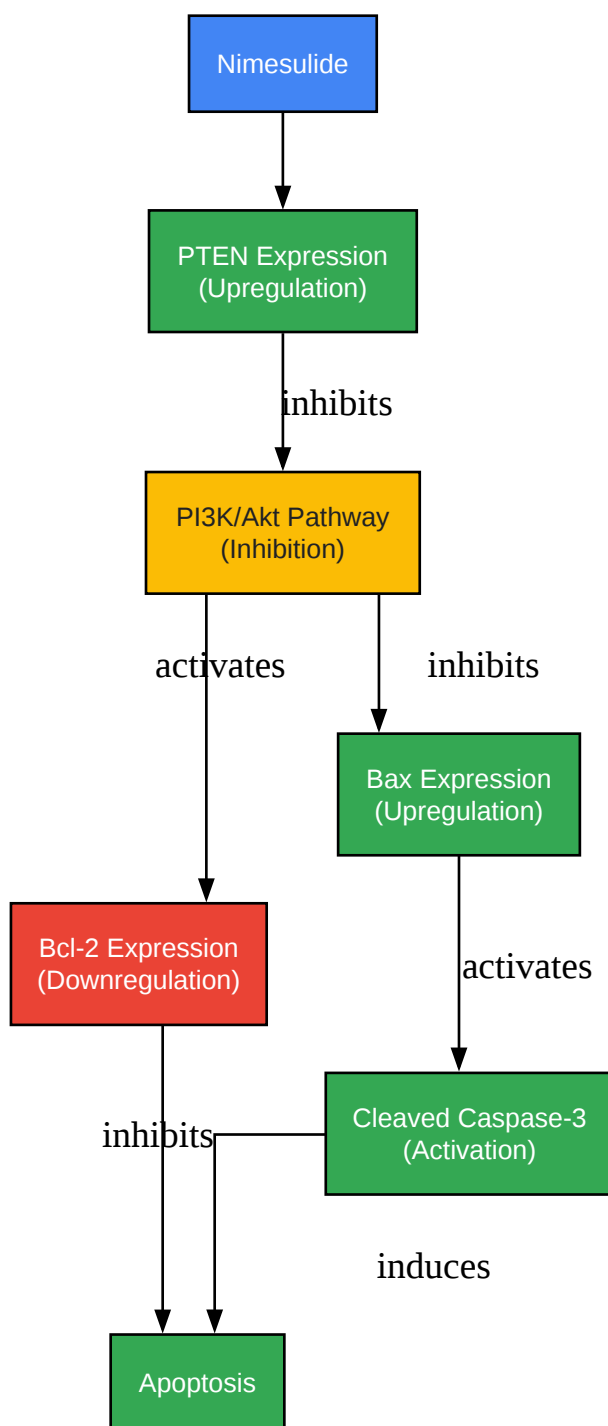 Nimesulide
PTEN Expression
(Upregulation)
inhibits
PI3K/Akt Pathway
(Inhibition)
activates
inhibits
Bax Expression
(Upregulation)
Bcl-2 Expression
(Downregulation)
activates
Cleaved Caspase-3
(Activation)
inhibits
induces
Apoptosis